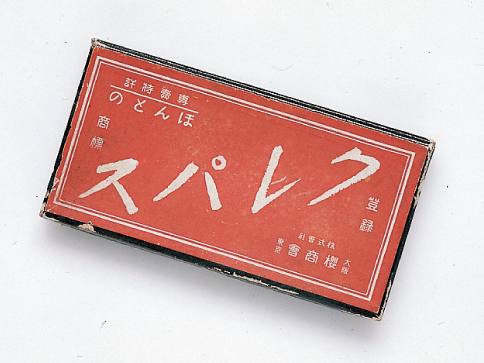 專賣特許
ほんとの
登録
クレパス
商標
株式會社
大阪
櫻商會
東京